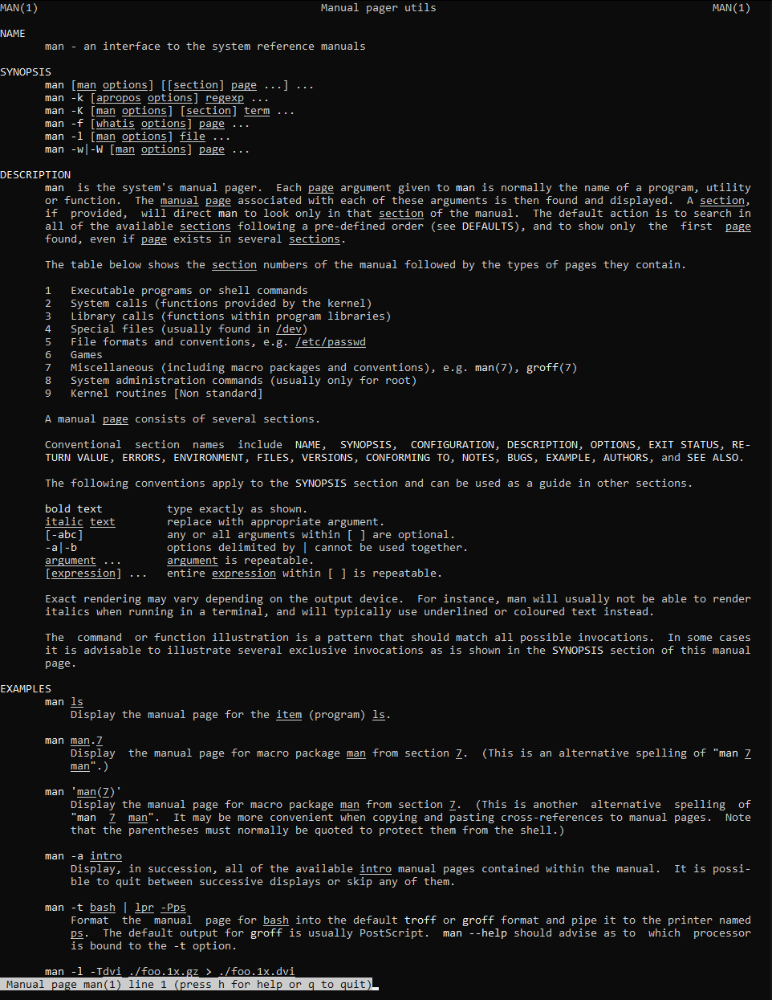 MAN(1)                                            Manual pager utils                                           MAN(1)
NAME
man - an interface to the system reference manuals
SYNOPSIS
man [man options] [[section] page ...] ...
man -k [apropos options] regexp ...
man -K [man options] [section] term ...
man -f [whatis options] page ...
man -l [man options] file ...
man -w|-W [man options] page ...
DESCRIPTION
man  is the system's manual pager.  Each page argument given to man is normally the name of a program, utility
or function.  The manual page associated with each of these arguments is then found and displayed.  A section,
if  provided,  will direct man to look only in that section of the manual.  The default action is to search in
all of the available sections following a pre-defined order (see DEFAULTS), and to show only  the  first  page
found, even if page exists in several sections.
The table below shows the section numbers of the manual followed by the types of pages they contain.
1   Executable programs or shell commands
2   System calls (functions provided by the kernel)
3   Library calls (functions within program libraries)
4   Special files (usually found in /dev)
5   File formats and conventions, e.g. /etc/passwd
6   Games
7   Miscellaneous (including macro packages and conventions), e.g. man(7), groff(7)
8   System administration commands (usually only for root)
9   Kernel routines [Non standard]
A manual page consists of several sections.
Conventional  section  names  include  NAME,  SYNOPSIS,  CONFIGURATION, DESCRIPTION, OPTIONS, EXIT STATUS, RE-
TURN VALUE, ERRORS, ENVIRONMENT, FILES, VERSIONS, CONFORMING TO, NOTES, BUGS, EXAMPLE, AUTHORS, and SEE ALSO.
The following conventions apply to the SYNOPSIS section and can be used as a guide in other sections.
bold text          type exactly as shown.
italic text        replace with appropriate argument.
[-abc]             any or all arguments within [ ] are optional.
-a|-b              options delimited by | cannot be used together.
argument ...       argument is repeatable.
[expression] ...   entire expression within [ ] is repeatable.
Exact rendering may vary depending on the output device.  For instance, man will usually not be able to render
italics when running in a terminal, and will typically use underlined or coloured text instead.
The  command  or function illustration is a pattern that should match all possible invocations.  In some cases
it is advisable to illustrate several exclusive invocations as is shown in the SYNOPSIS section of this manual
page.
EXAMPLES
man ls
Display the manual page for the item (program) ls.
man man.7
Display  the manual page for macro package man from section 7.  (This is an alternative spelling of "man 7
man".)
man 'man(7)'
Display the manual page for macro package man from section 7.  (This is another  alternative  spelling  of
"man  7  man".  It may be more convenient when copying and pasting cross-references to manual pages.  Note
that the parentheses must normally be quoted to protect them from the shell.)
man -a intro
Display, in succession, all of the available intro manual pages contained within the manual.  It is possi-
ble to quit between successive displays or skip any of them.
man -t bash | lpr -Pps
Format  the  manual  page for bash into the default troff or groff format and pipe it to the printer named
ps.  The default output for groff is usually PostScript.  man --help should advise as to  which  processor
is bound to the -t option.
man -l -Tdvi ./foo.1x.gz > ./foo.1x.dvi
Manual page man(1) line 1 (press h for help or q to quit)